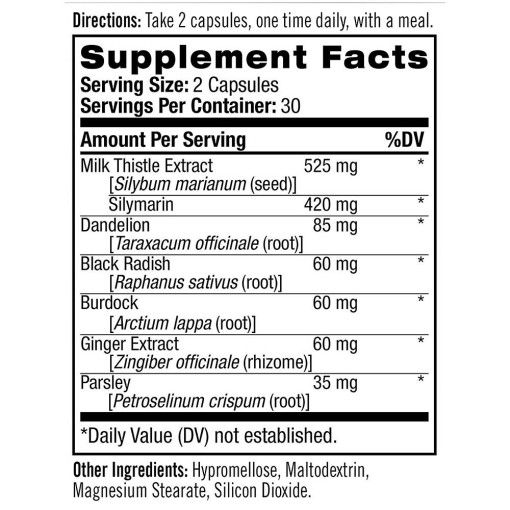 Directions: Take 2 capsules, one time daily, with a meal.
Supplement Facts
Serving Size: 2 Capsules
Servings Per Container: 30
Amount Per Serving %DV
Milk Thistle Extract 525 mg *
[Silybum marianum (seed)]
Silymarin 420 mg *
Dandelion 85 mg *
[Taraxacum officinale (root)]
Black Radish 60 mg *
[Raphanus sativus (root)]
Burdock 60 mg *
[Arctium lappa (root)]
Ginger Extract 60 mg *
[Zingiber officinale (rhizome)]
Parsley 35 mg *
[Petroselinum crispum (root)]
*Daily Value (DV) not established.
Other Ingredients: Hypromellose, Maltodextrin,
Magnesium Stearate, Silicon Dioxide.